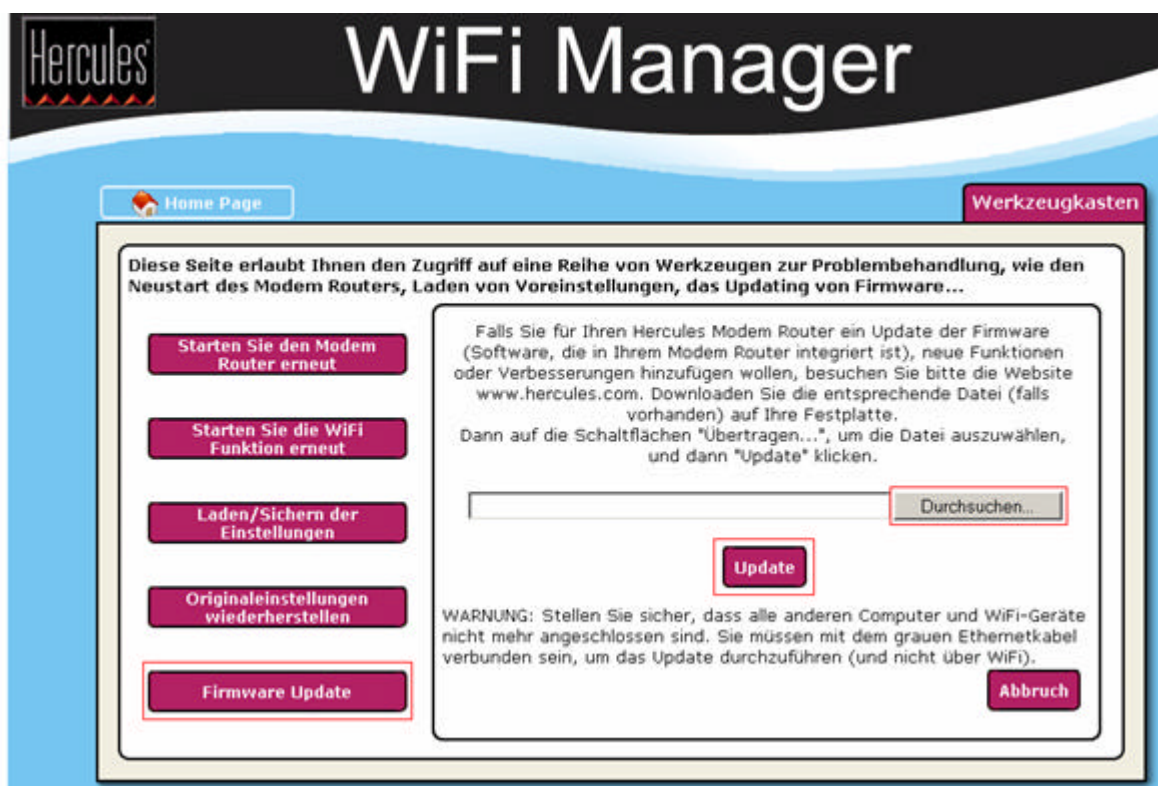 Hercules
WiFi Manager
Home Page
Werkzeugkasten
Diese Seite erlaubt Ihnen den Zugriff auf eine Reihe von Werkzeugen zur Problembehandlung, wie den
Neustart des Modem Routers, Laden von Voreinstellungen, das Updating von Firmware...
Starten Sie den Modem
Router erneut
Starten Sie die WiFi
Funktion erneut
Laden/Sichern der
Einstellungen
Originaleinstellungen
wiederherstellen
Firmware Update
Falls Sie für Ihren Hercules Modem Router ein Update der Firmware
(Software, die in Ihrem Modem Router integriert ist), neue Funktionen
oder Verbesserungen hinzufügen wollen, besuchen Sie bitte die Website
www.hercules.com. Downloaden Sie die entsprechende Datei (falls
vorhanden) auf Ihre Festplatte.
Dann auf die Schaltflächen "Übertragen...", um die Datei auszuwählen,
und dann "Update" klicken.
Durchsuchen...
Update
WARNUNG: Stellen Sie sicher, dass alle anderen Computer und WiFi-Geräte
nicht mehr angeschlossen sind. Sie müssen mit dem grauen Ethernetkabel
verbunden sein, um das Update durchzuführen (und nicht über WiFi).
Abbruch